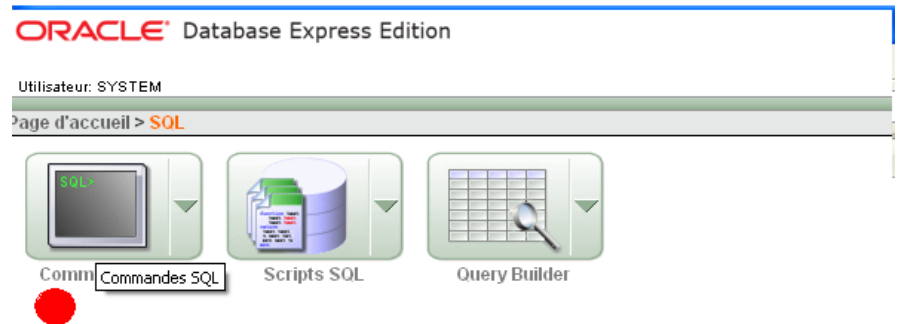 ORACLE Database Express Edition
Utilisateur: SYSTEM
Page d'accueil > SQL
SQL>
Comm
Commandes SQL
Scripts SQL
Query Builder